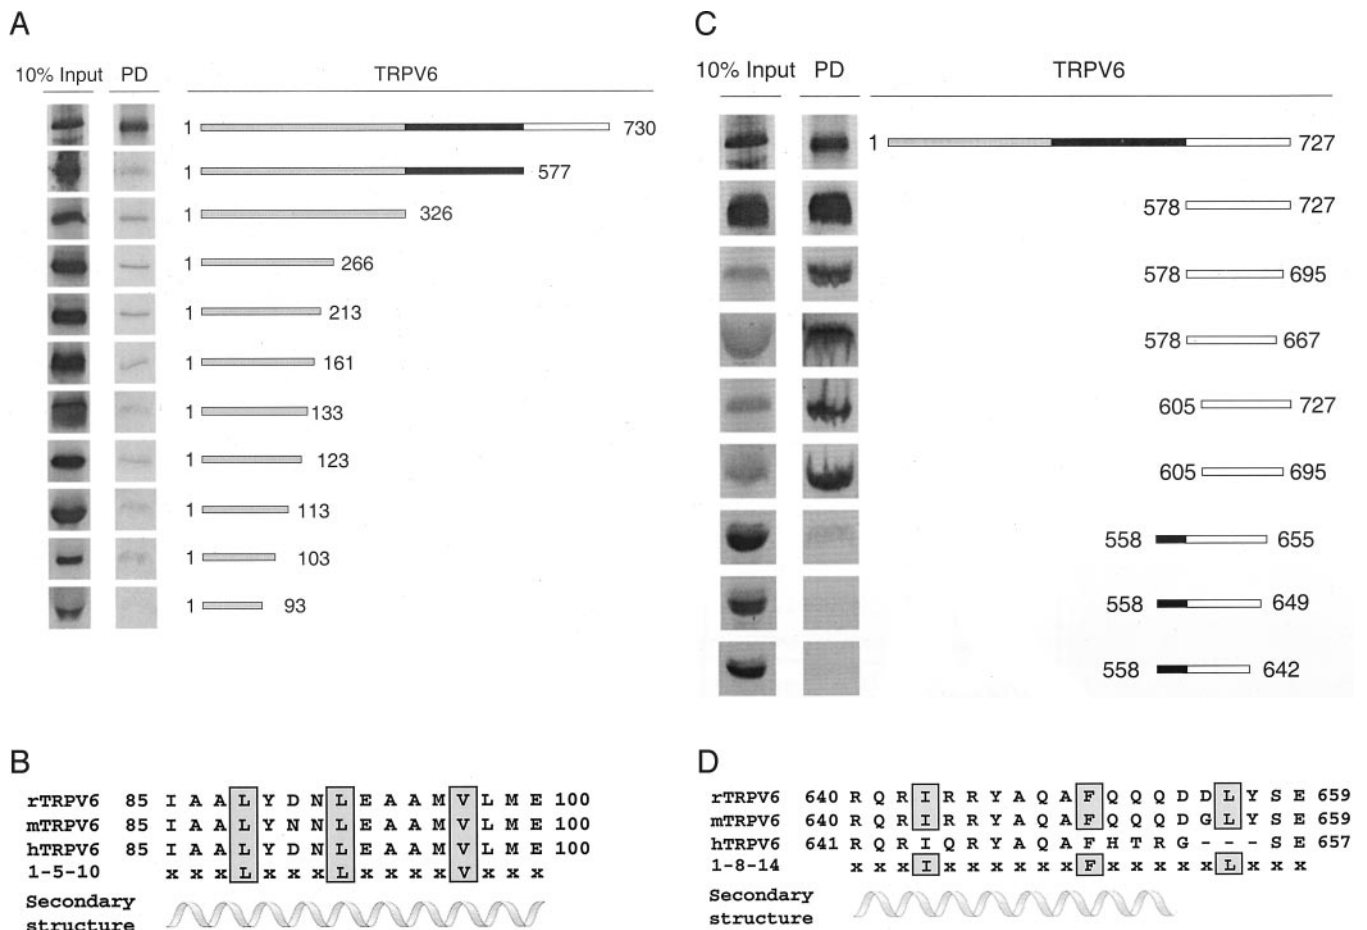 A
10% Input PD TRPV6
1 730
1 577
1 326
1 266
1 213
1 161
1 133
1 123
1 113
1 103
1 93
B
rTRPV6 85 I A A L Y D N L E A A M V L M E 100
mTRPV6 85 I A A L Y N N L E A A M V L M E 100
hTRPV6 85 I A A L Y D N L E A A M V L M E 100
1-5-10 x x x L x x x L x x x x V x x x
Secondary
structure
C
10% Input PD TRPV6
1 727
578 727
578 695
578 667
605 727
605 695
558 655
558 649
558 642
D
rTRPV6 640 R Q R I R R Y A Q A F Q Q Q D D L Y S E 659
mTRPV6 640 R Q R I R R Y A Q A F Q Q Q D G L Y S E 659
hTRPV6 641 R Q R I Q R Y A Q A F H T R G - - - S E 657
1-8-14 x x x I x x x x x x F x x x x x L x x x
Secondary
structure